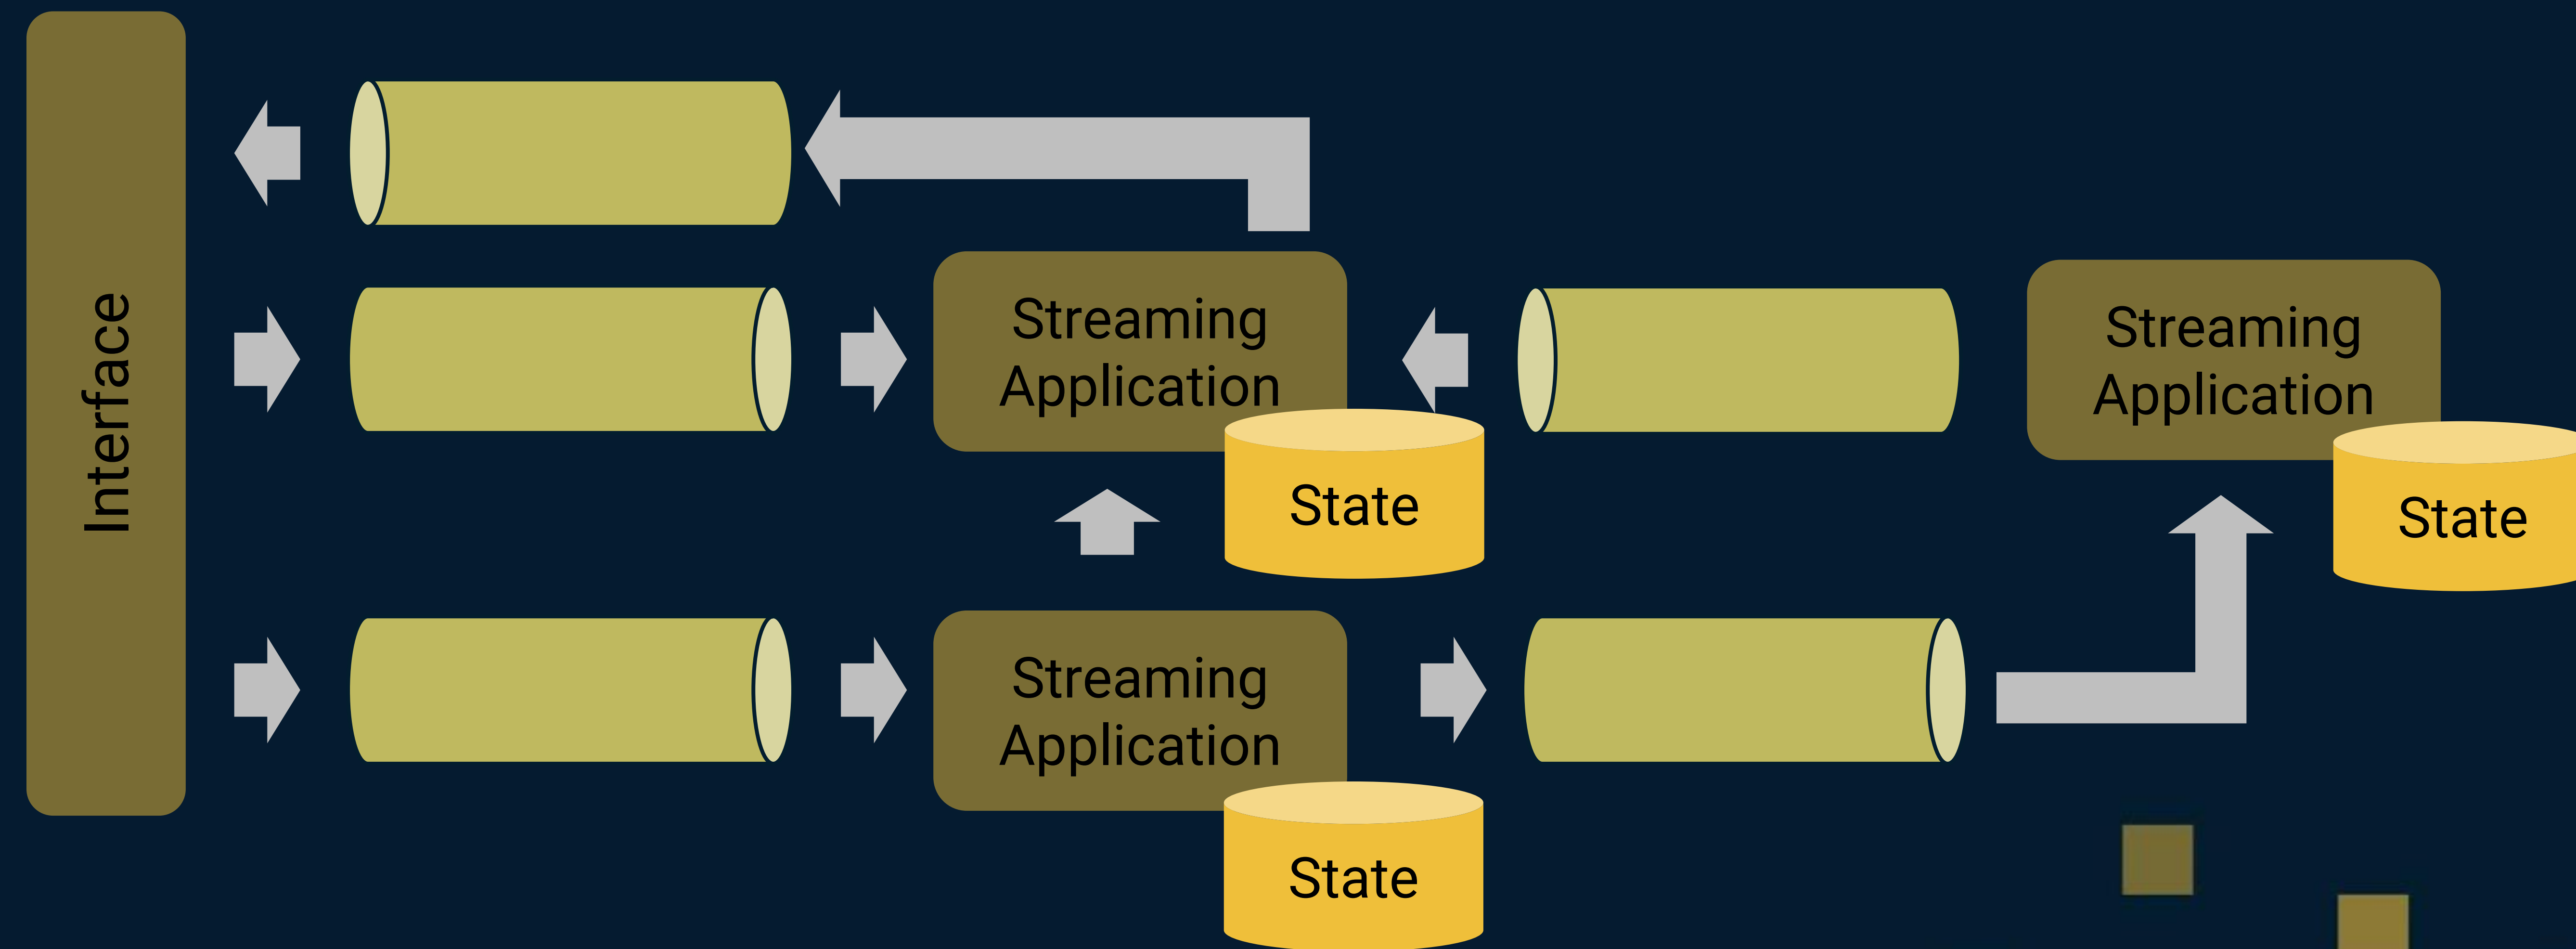 Interface
Streaming
Application
State
Streaming
Application
State
Streaming
Application
State